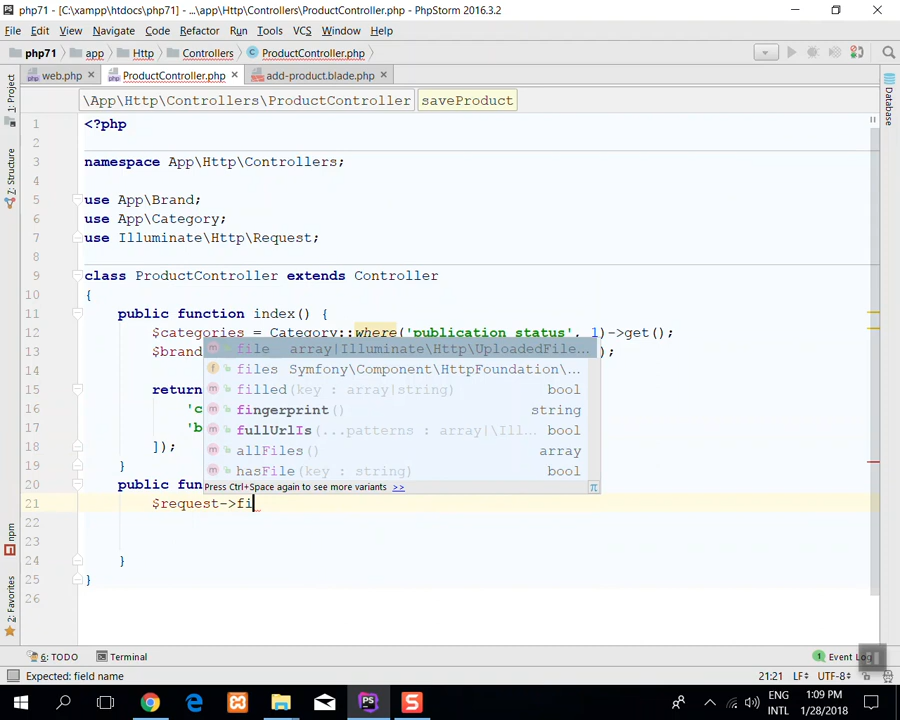 php71 - [C:\xampp\htdocs\php71] - ...\app\Http\Controllers\ProductController.php - PhpStorm 2016.3.2
File Edit View Navigate Code Refactor Run Tools VCS Window Help
php71 app Http Controllers ProductController.php
web.php ProductController.php add-product.blade.php
\App\Http\Controllers\ProductController saveProduct
1: Project
Z: Structure
npm
2: Favorites
Database
1 <?php
2
3 namespace App\Http\Controllers;
4
5 use App\Brand;
6 use App\Category;
7 use Illuminate\Http\Request;
8
9 class ProductController extends Controller
10 {
11 public function index() {
12 $categories = Category::where('publication_status', 1)->get();
13 $brand );
14
15 return
16 'c
17 'b
18 ]);
19 }
20 public fun
21 $request->fi
22
23
24 }
25 }
26
file array|Illuminate\Http\UploadedFile...
files Symfony\Component\HttpFoundation\...
filled(key : array|string) bool
fingerprint() string
fullUrlIs(...patterns : array|\Ill... bool
allFiles() array
hasFile(key : string) bool
Press Ctrl+Space again to see more variants >>
6: TODO Terminal 1 Event Log
Expected: field name 21:21 LF÷ UTF-8÷
ENG
INTL
1:09 PM
1/28/2018